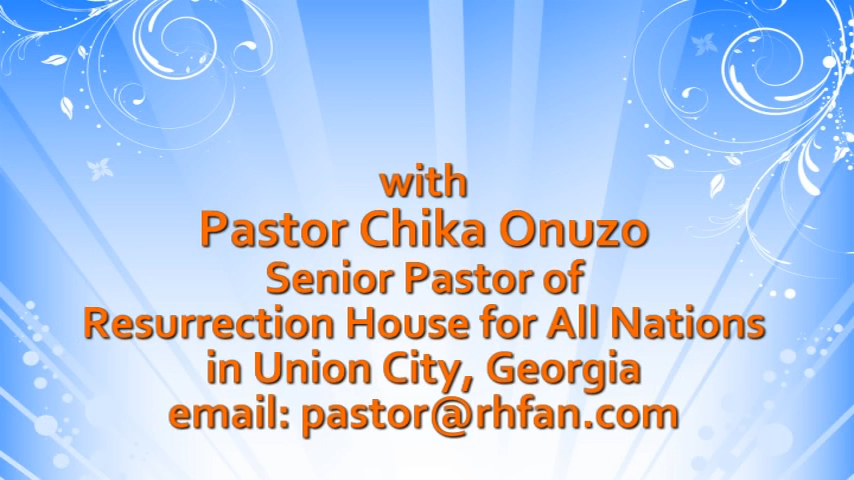 with
Pastor Chika Onuzo
Senior Pastor of
Resurrection House for All Nations
in Union City, Georgia
email: pastor@rhfan.com